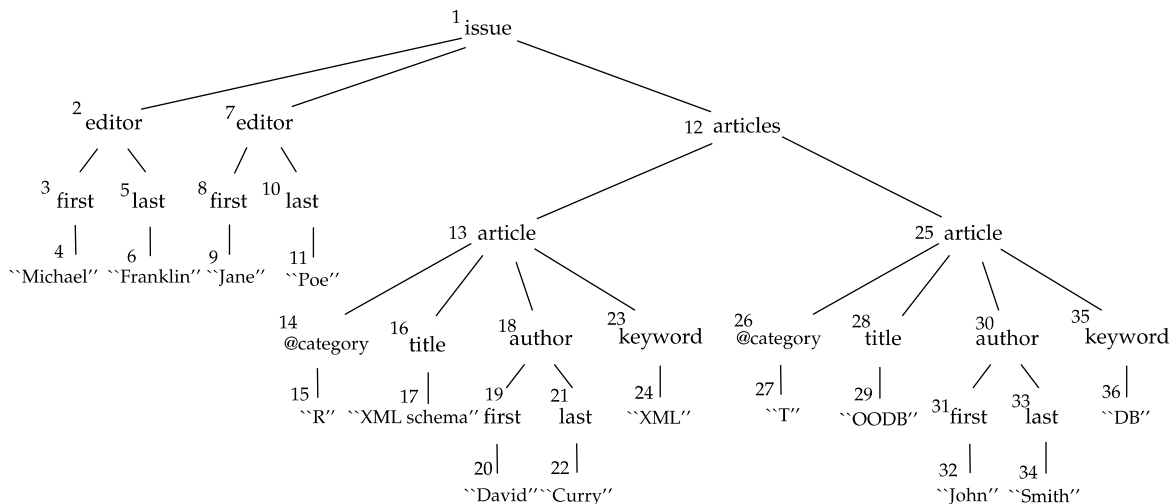 1 issue
2 editor 7 editor 12 articles
3 first 5 last 8 first 10 last
4 6 9 11
``Michael'' ``Franklin'' ``Jane'' ``Poe''
13 article 25 article
14 16 18 23 26 28 30 35
@category title author keyword @category title author keyword
15 17 19 21 24 27 29 31 33 36
``R'' ``XML schema'' first last ``XML'' ``T'' ``OODB'' first last ``DB''
20 22 32 34
``David'' ``Curry'' ``John'' ``Smith''